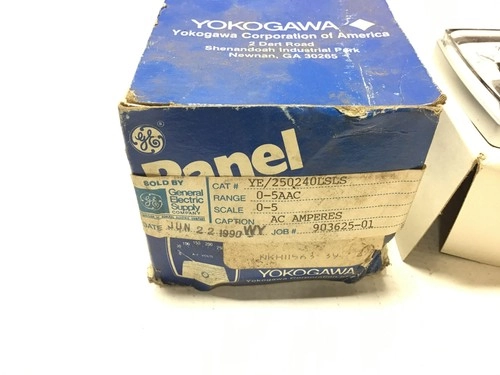 YOKOGAWA
Yokogawa Corporation of America
2 Dart Road
Shenandoah Industrial Park
Newnan, GA 30265
GE
Panel
SOLD BY
GE
General
Electric
Supply
COMPANY
CAT # YE/250240LSLS
RANGE 0-5AAC
SCALE 0-5
CAPTION AC AMPERES
DATE JUN 22 1990 WY JOB # 903625-01
YOKOGAWA